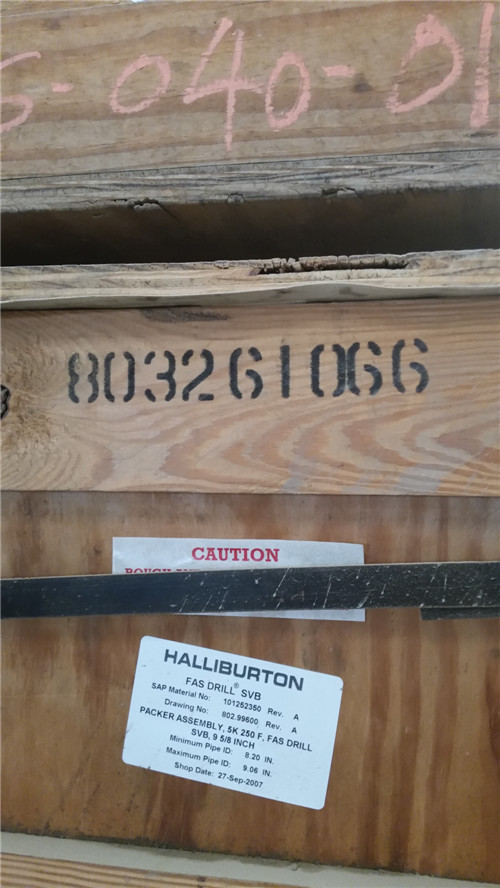 S-040-01
803261066
CAUTION
HALLIBURTON
FAS DRILL® SVB
SAP Material No: 101252350 Rev. A
Drawing No: 802.99600 Rev. A
PACKER ASSEMBLY, 5K 250 F, FAS DRILL
SVB, 9 5/8 INCH
Minimum Pipe ID: 8.20 IN.
Maximum Pipe ID: 9.06 IN.
Shop Date: 27-Sep-2007